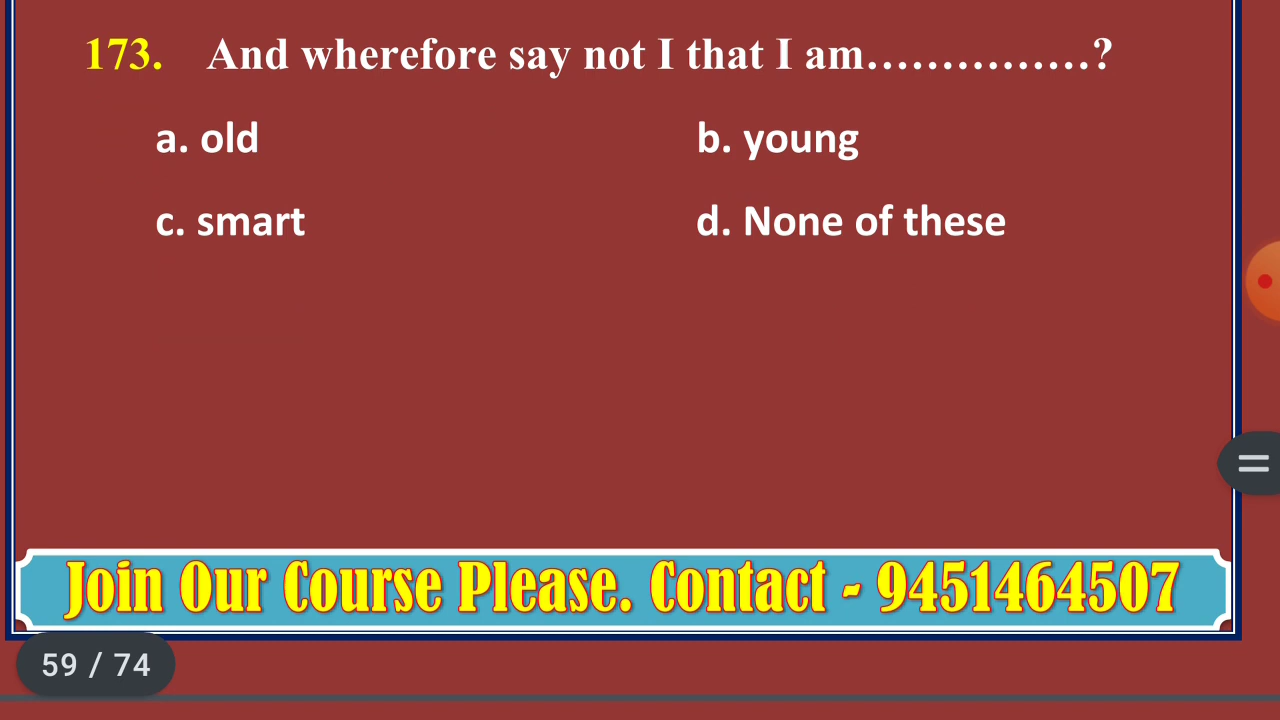 173. And wherefore say not I that I am……………?
a. old b. young
c. smart d. None of these
Join Our Course Please. Contact - 9451464507
59 / 74